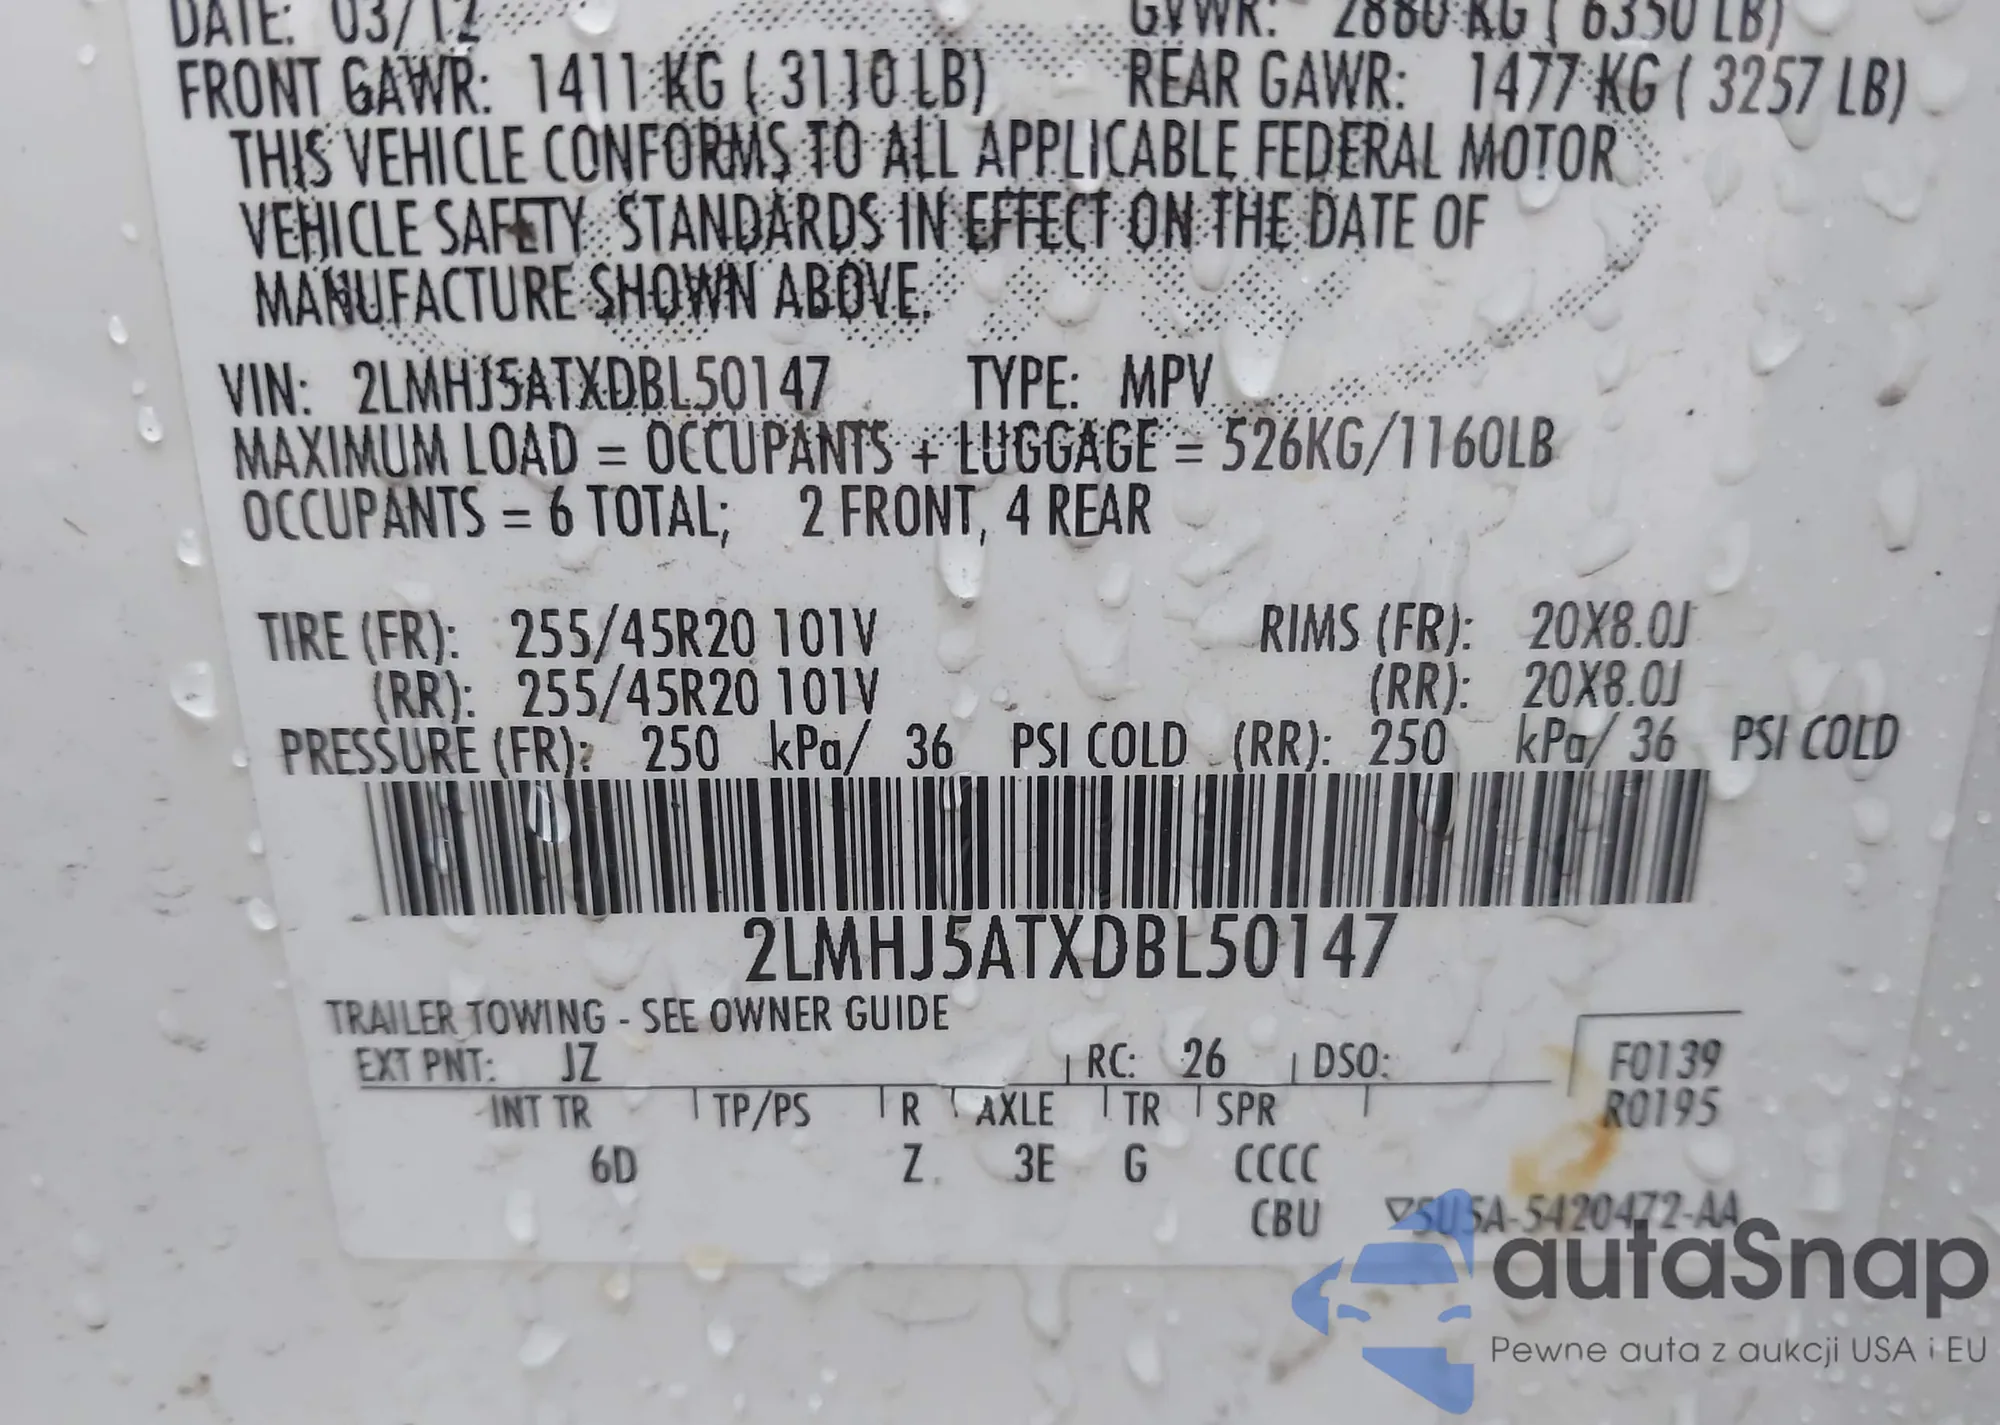 DATE: 03/12 GVWR: 2880 KG ( 6350 LB)
FRONT GAWR: 1411 KG ( 3110 LB) REAR GAWR: 1477 KG ( 3257 LB)
THIS VEHICLE CONFORMS TO ALL APPLICABLE FEDERAL MOTOR
VEHICLE SAFETY STANDARDS IN EFFECT ON THE DATE OF
MANUFACTURE SHOWN ABOVE.
VIN: 2LMHJ5ATXDBL50147 TYPE: MPV
MAXIMUM LOAD = OCCUPANTS + LUGGAGE = 526KG/1160LB
OCCUPANTS = 6 TOTAL; 2 FRONT, 4 REAR
TIRE (FR): 255/45R20 101V RIMS (FR): 20X8.0J
(RR): 255/45R20 101V (RR): 20X8.0J
PRESSURE (FR): 250 kPa/ 36 PSI COLD (RR): 250 kPa/ 36 PSI COLD
2LMHJ5ATXDBL50147
TRAILER TOWING - SEE OWNER GUIDE
EXT PNT: JZ RC: 26 DSO: F0139
INT TR TP/PS R AXLE TR SPR R0195
6D Z 3E G CCCC
CBU 5U5A-5420472-AA
autaSnap
Pewne auta z aukcji USA i EU